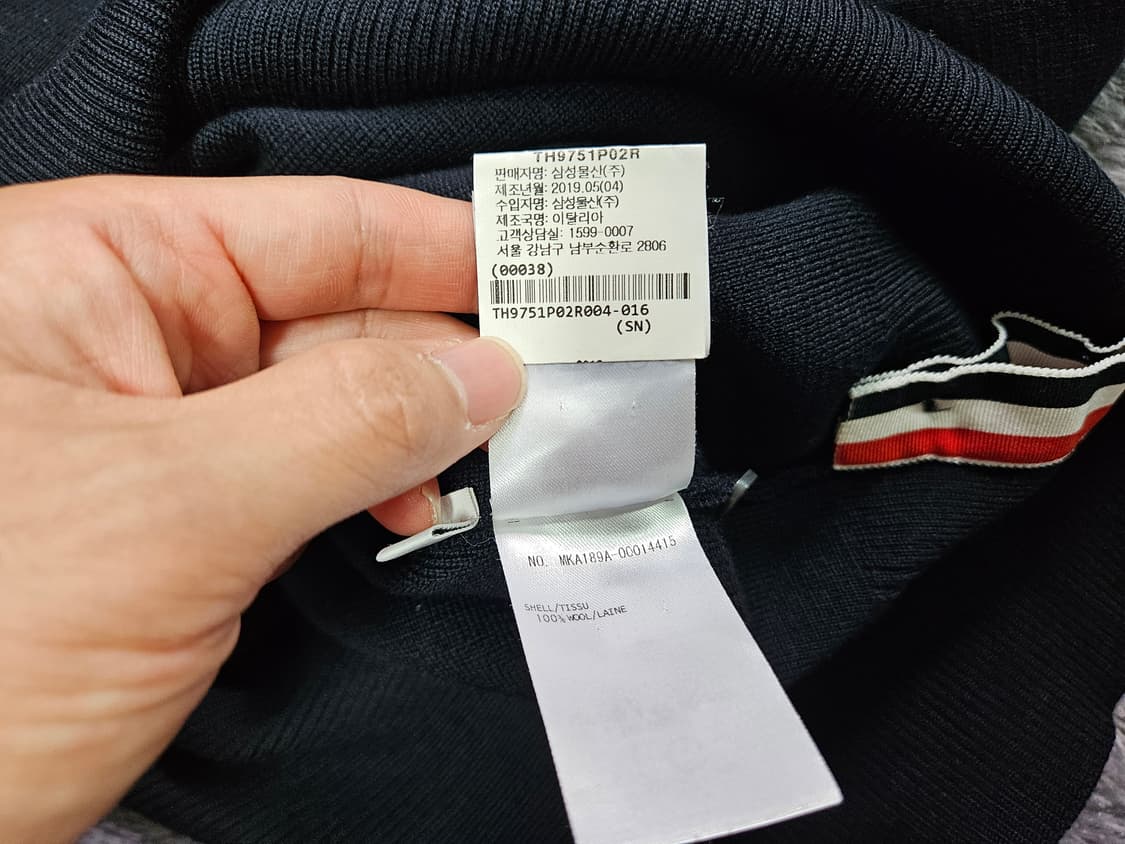 TH9751P02R
판매자명: 삼성물산(주)
제조년월: 2019.05(04)
수입자명: 삼성물산(주)
제조국명: 이탈리아
고객상담실: 1599-0007
서울 강남구 남부순환로 2806
(00038)
TH9751P02R004-016
(SN)
NO. MKA189A-00014415
SHELL/TISSU
100% WOOL/LAINE